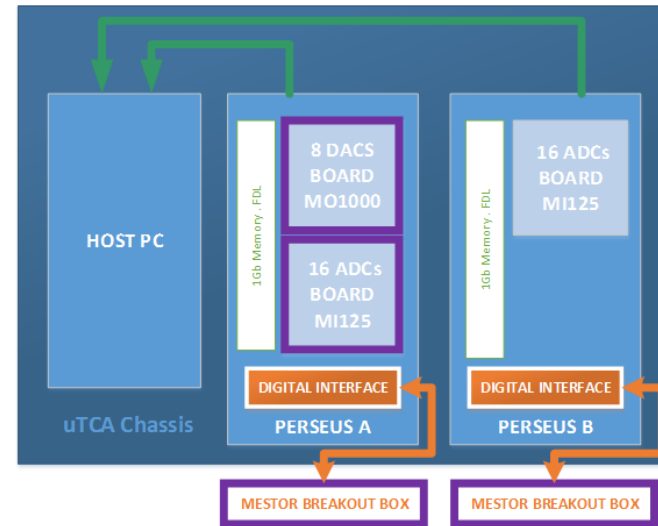 HOST PC
uTCA Chassis
1Gb Memory . FDL
8 DACS
BOARD
MO1000
16 ADCs
BOARD
MI125
DIGITAL INTERFACE
PERSEUS A
MESTOR BREAKOUT BOX
1Gb Memory . FDL
16 ADCs
BOARD
MI125
DIGITAL INTERFACE
PERSEUS B
MESTOR BREAKOUT BOX